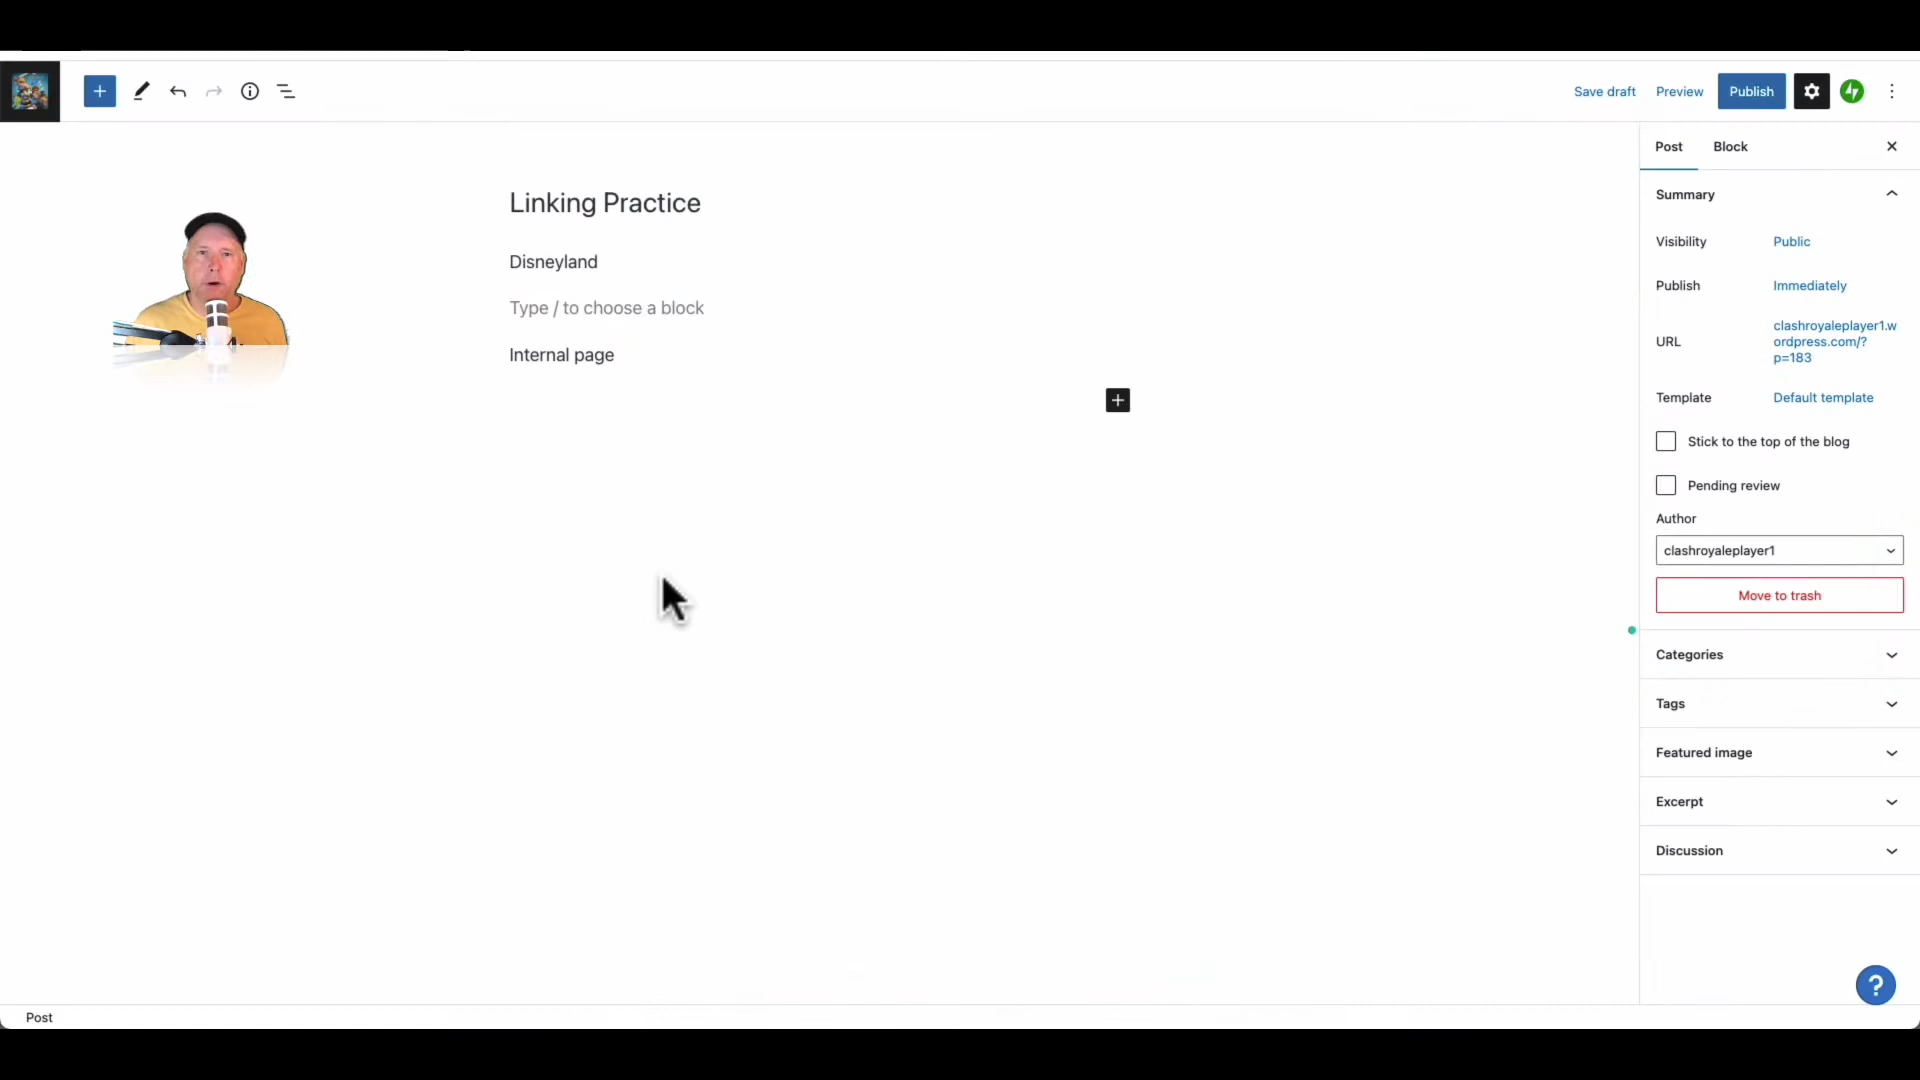 Save draft
Preview
Publish
Post
Block
Summary
Linking Practice
Visibility
Public
Disneyland
Publish
Immediately
Type / to choose a block
clashroyaleplayer1.w
URL
ordpress.com/?
p=183
Internal page
Template
Default template
Stick to the top of the blog
Pending review
Author
clashroyaleplayer1
Move to trash
Categories
Tags
Featured image
Excerpt
Discussion
Post